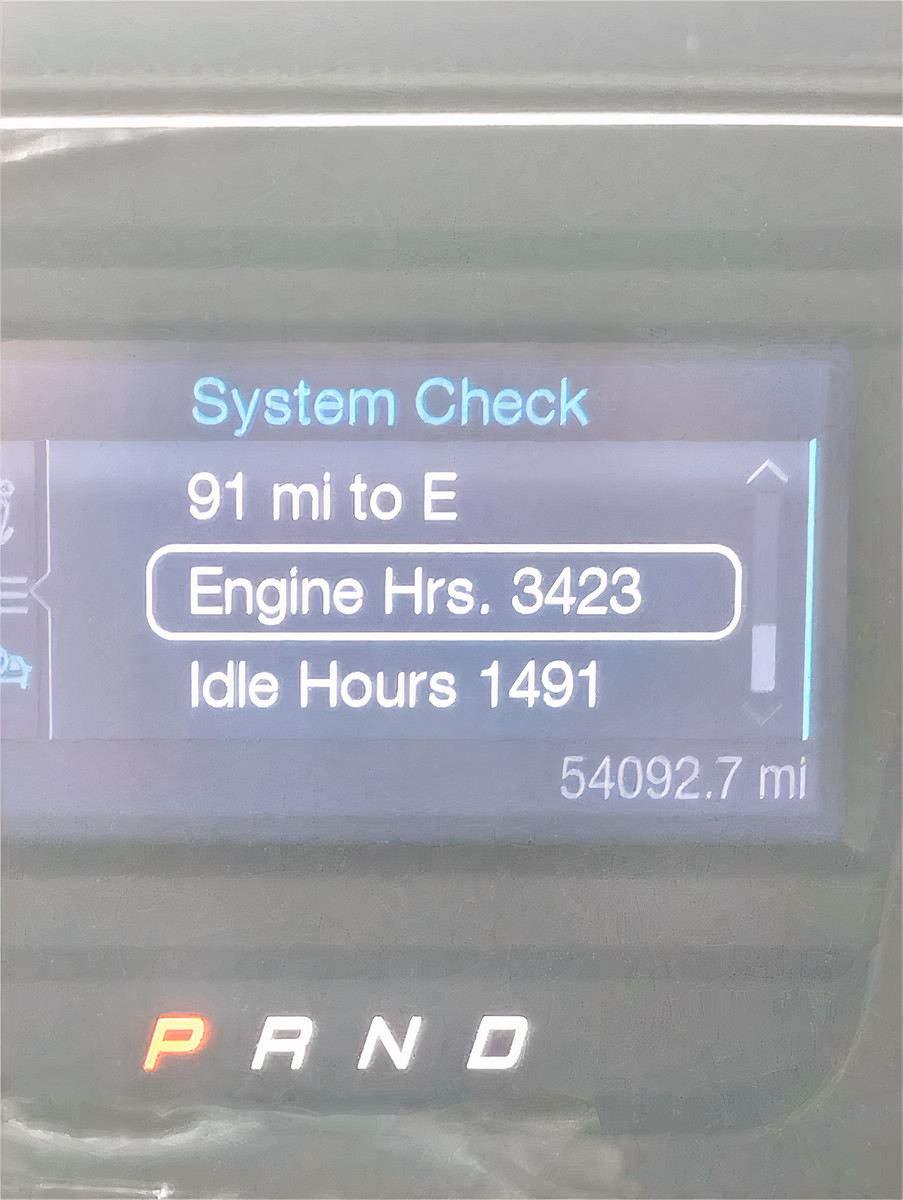 System Check
91 mi to E
Engine Hrs. 3423
Idle Hours 1491
54092.7 mi
P R N D